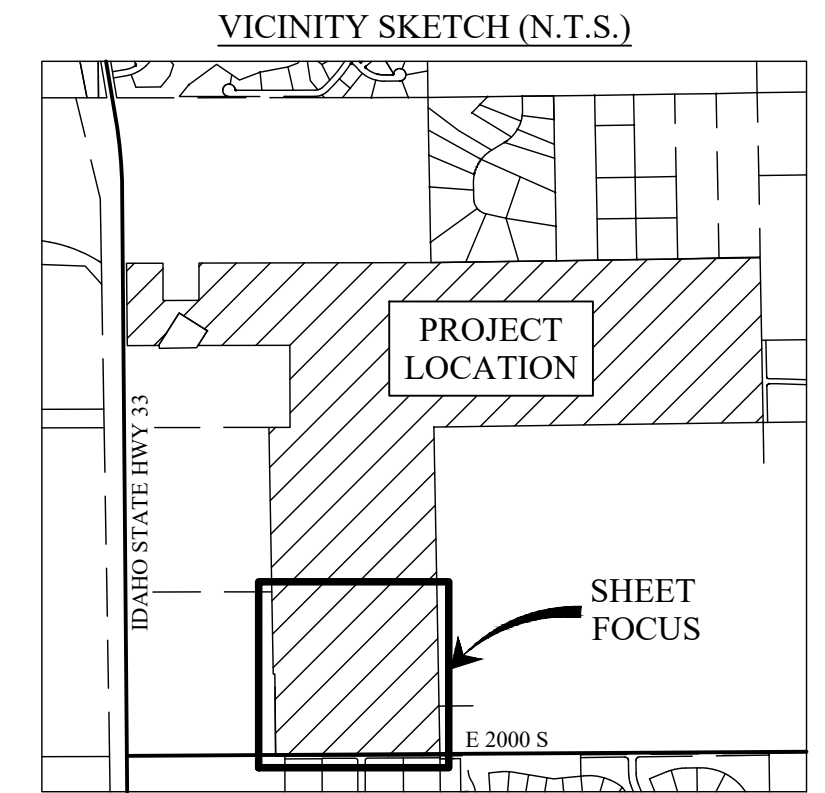 VICINITY SKETCH (N.T.S.)
PROJECT
LOCATION
IDAHO STATE HWY 33
SHEET
FOCUS
E 2000 S